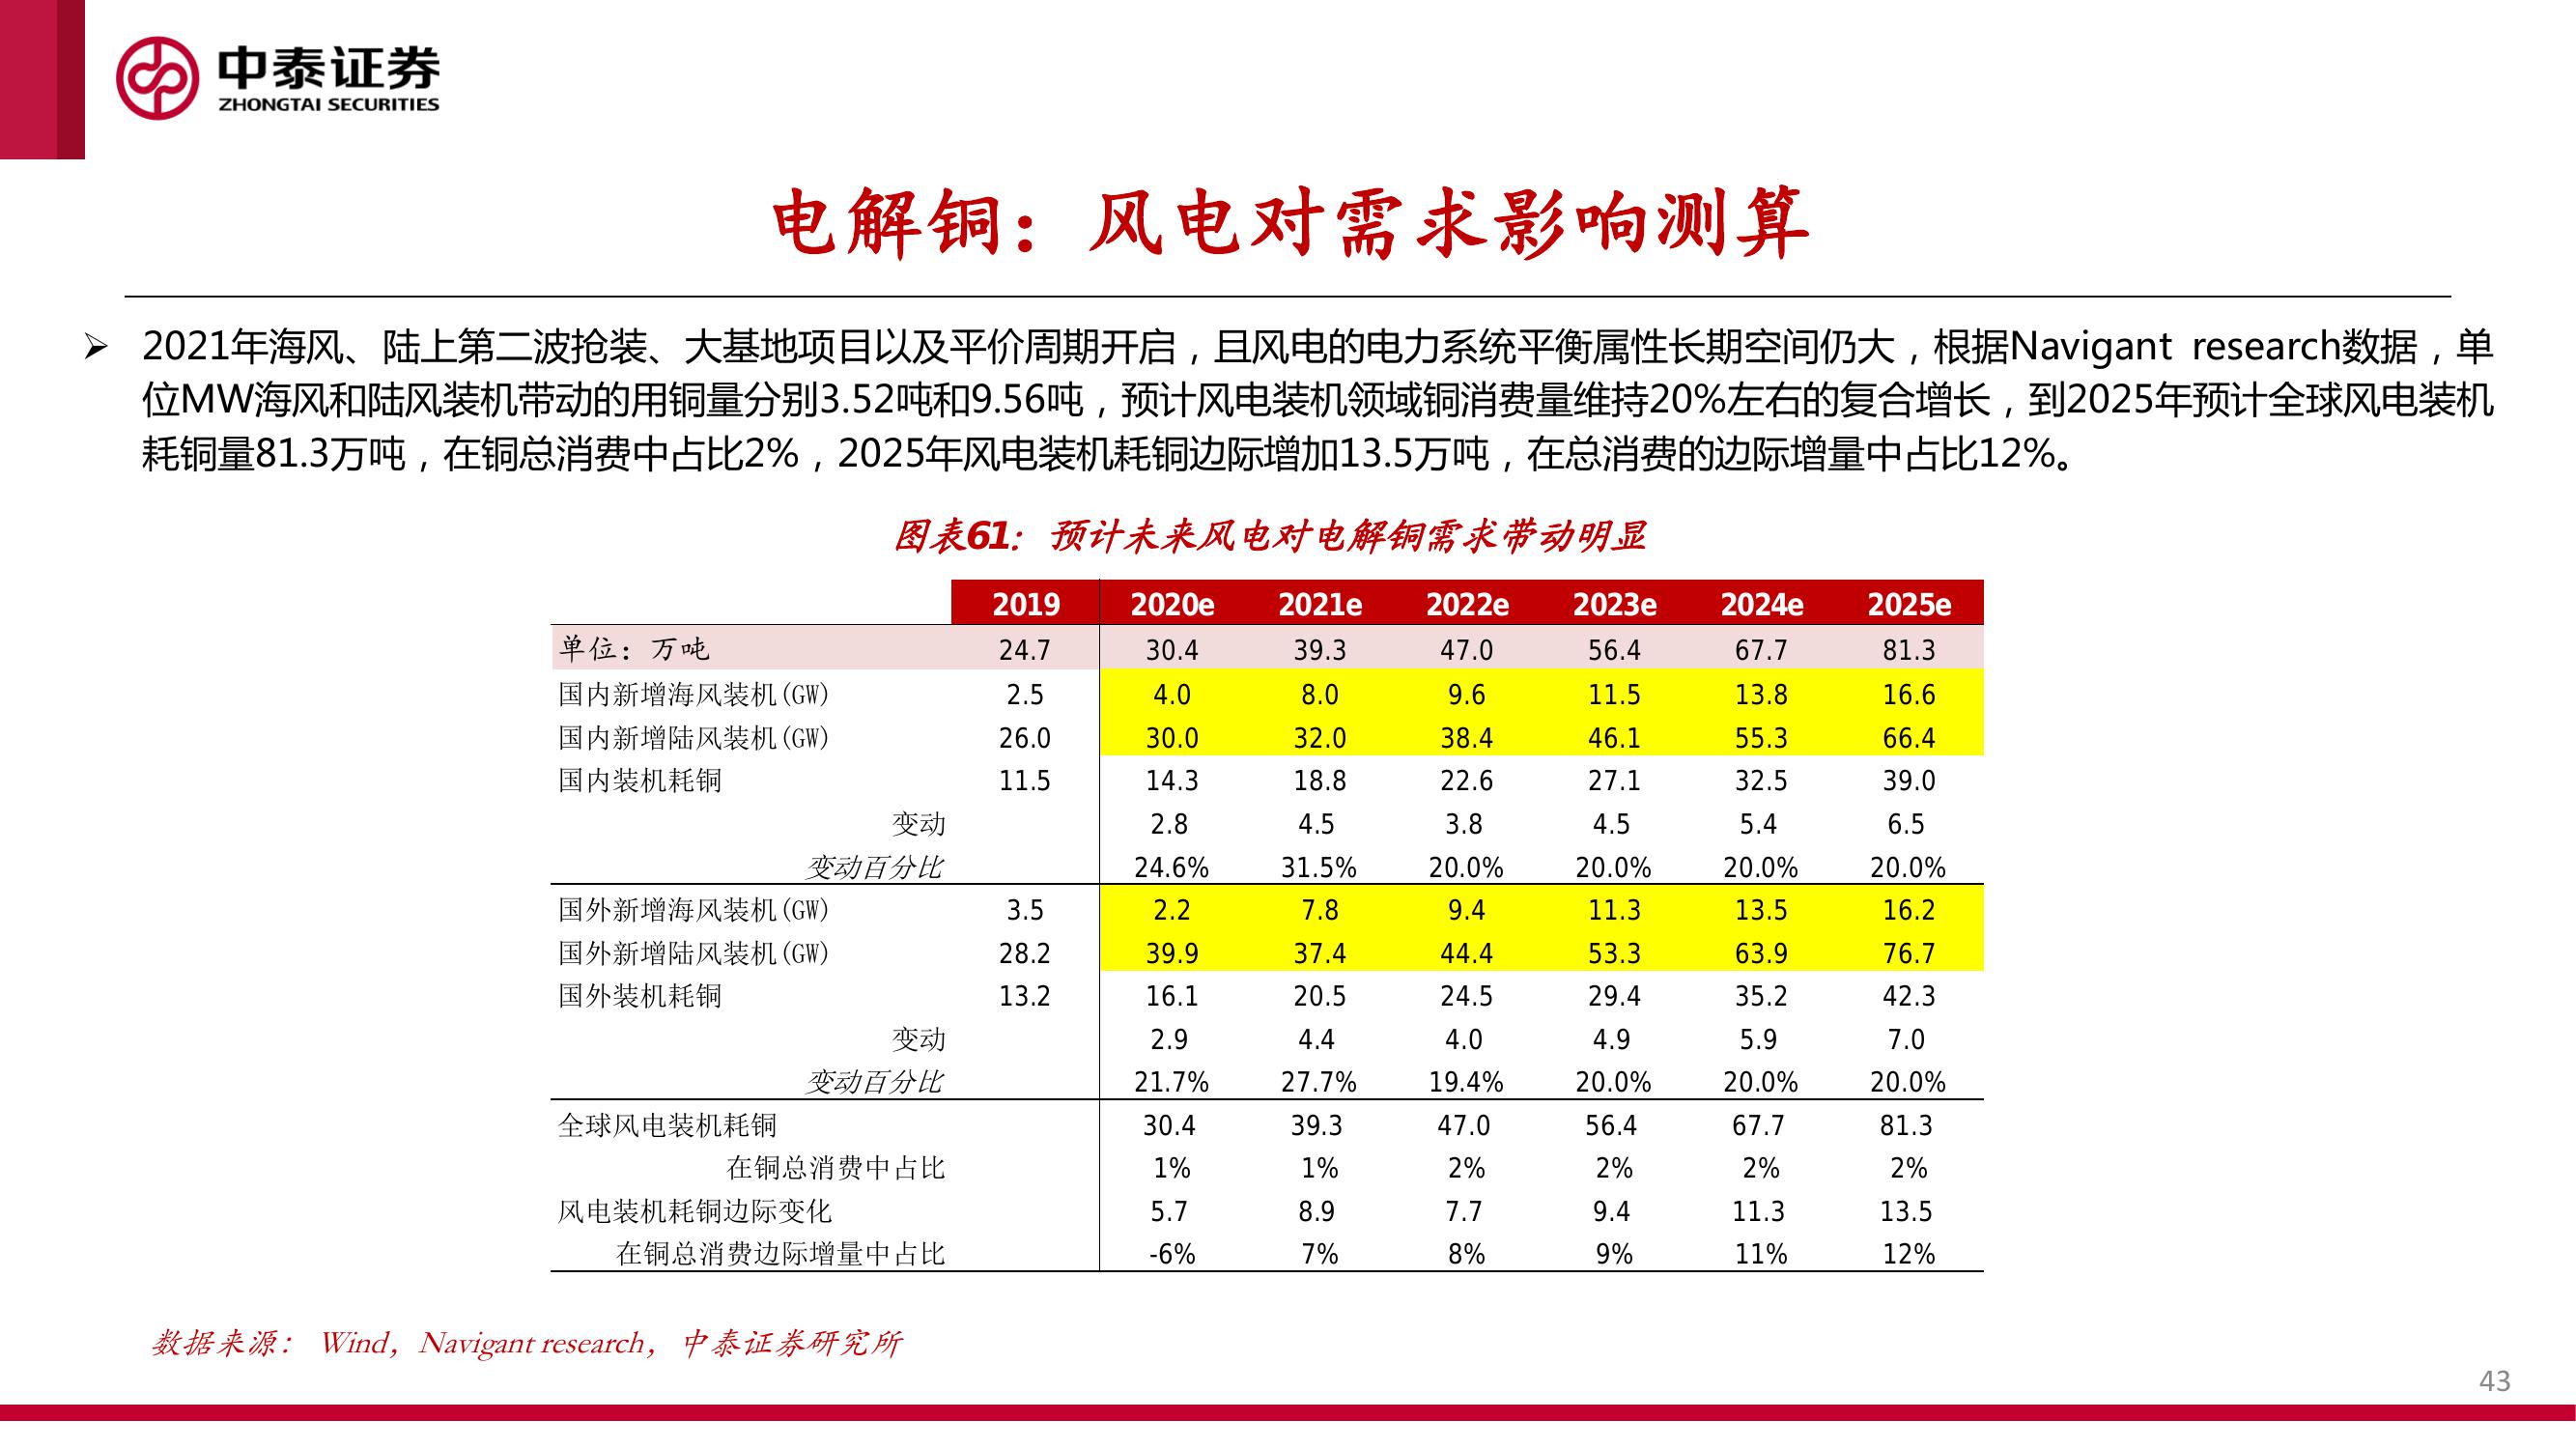 中泰证券
ZHONGTAI SECURITIES
电解铜：风电对需求影响测算
➢ 2021年海风、陆上第二波抢装、大基地项目以及平价周期开启，且风电的电力系统平衡属性长期空间仍大，根据Navigant research数据，单
位MW海风和陆风装机带动的用铜量分别3.52吨和9.56吨，预计风电装机领域铜消费量维持20%左右的复合增长，到2025年预计全球风电装机
耗铜量81.3万吨，在铜总消费中占比2%，2025年风电装机耗铜边际增加13.5万吨，在总消费的边际增量中占比12%。
图表61：预计未来风电对电解铜需求带动明显
2019 2020e 2021e 2022e 2023e 2024e 2025e
单位：万吨 24.7 30.4 39.3 47.0 56.4 67.7 81.3
国内新增海风装机(GW) 2.5 4.0 8.0 9.6 11.5 13.8 16.6
国内新增陆风装机(GW) 26.0 30.0 32.0 38.4 46.1 55.3 66.4
国内装机耗铜 11.5 14.3 18.8 22.6 27.1 32.5 39.0
变动 2.8 4.5 3.8 4.5 5.4 6.5
变动百分比 24.6% 31.5% 20.0% 20.0% 20.0% 20.0%
国外新增海风装机(GW) 3.5 2.2 7.8 9.4 11.3 13.5 16.2
国外新增陆风装机(GW) 28.2 39.9 37.4 44.4 53.3 63.9 76.7
国外装机耗铜 13.2 16.1 20.5 24.5 29.4 35.2 42.3
变动 2.9 4.4 4.0 4.9 5.9 7.0
变动百分比 21.7% 27.7% 19.4% 20.0% 20.0% 20.0%
全球风电装机耗铜 30.4 39.3 47.0 56.4 67.7 81.3
在铜总消费中占比 1% 1% 2% 2% 2% 2%
风电装机耗铜边际变化 5.7 8.9 7.7 9.4 11.3 13.5
在铜总消费边际增量中占比 -6% 7% 8% 9% 11% 12%
数据来源：Wind，Navigant research，中泰证券研究所
43